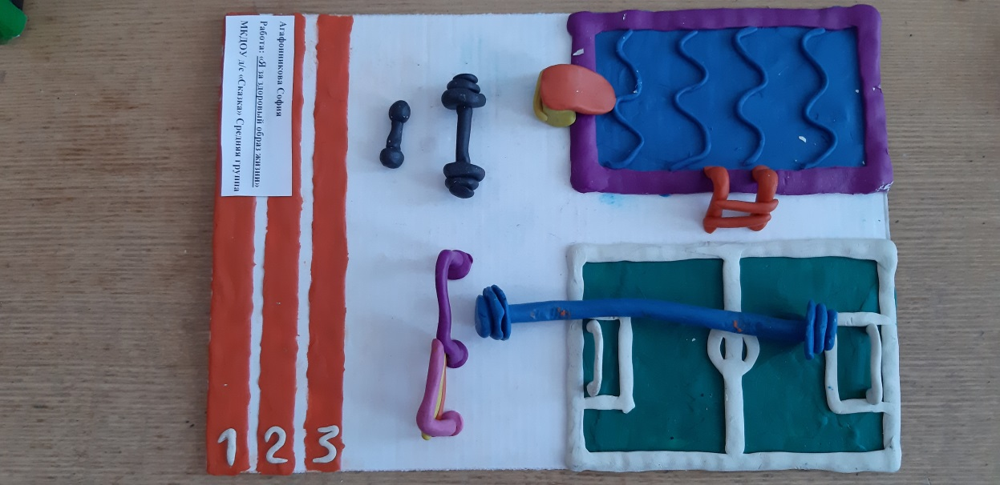 Агафонникова София
Работа: «Я за здоровый образ жизни»
МКДОУ д/с «Сказка» Средняя группа
1 2 3